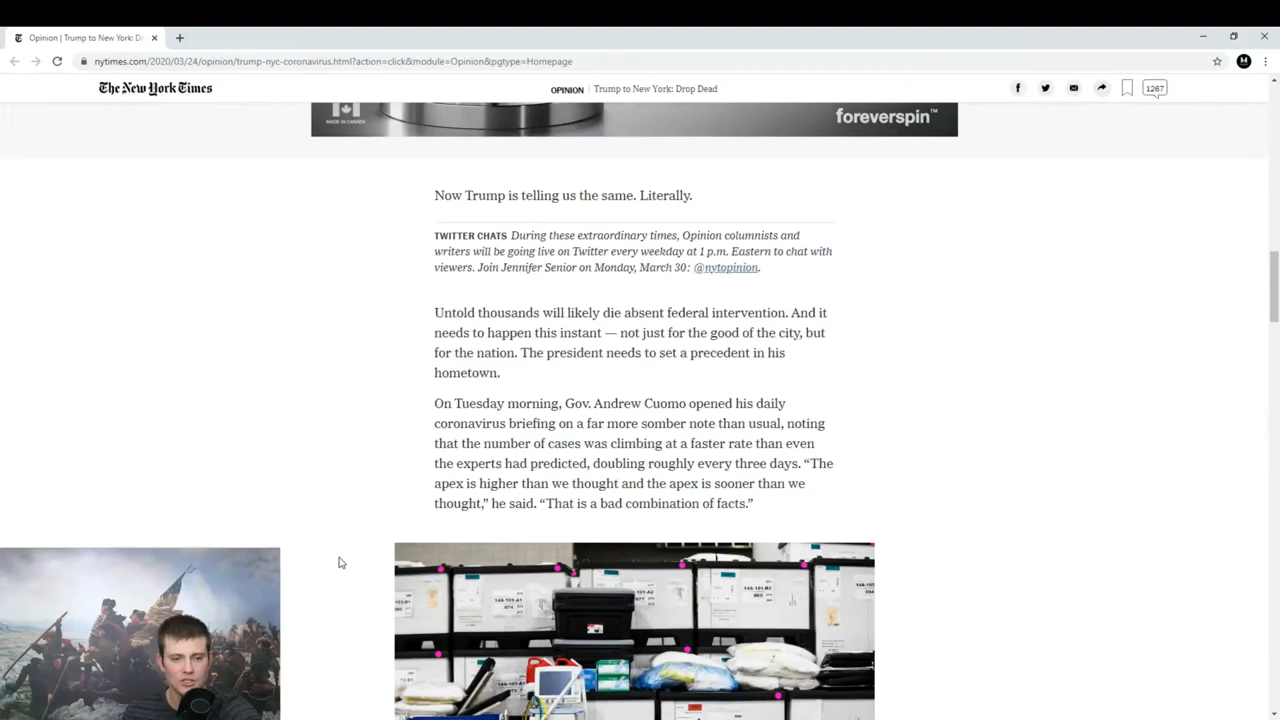 Opinion | Trump to New York: Dr
nytimes.com/2020/03/24/opinion/trump-nyc-coronavirus.html?action=click&module=Opinion&pgtype=Homepage
The New York Times
OPINION Trump to New York: Drop Dead
1267
MADE IN CANADA
foreverspin™
Now Trump is telling us the same. Literally.
TWITTER CHATS During these extraordinary times, Opinion columnists and
writers will be going live on Twitter every weekday at 1 p.m. Eastern to chat with
viewers. Join Jennifer Senior on Monday, March 30: @nytopinion.
Untold thousands will likely die absent federal intervention. And it
needs to happen this instant — not just for the good of the city, but
for the nation. The president needs to set a precedent in his
hometown.
On Tuesday morning, Gov. Andrew Cuomo opened his daily
coronavirus briefing on a far more somber note than usual, noting
that the number of cases was climbing at a faster rate than even
the experts had predicted, doubling roughly every three days. “The
apex is higher than we thought and the apex is sooner than we
thought,” he said. “That is a bad combination of facts.”